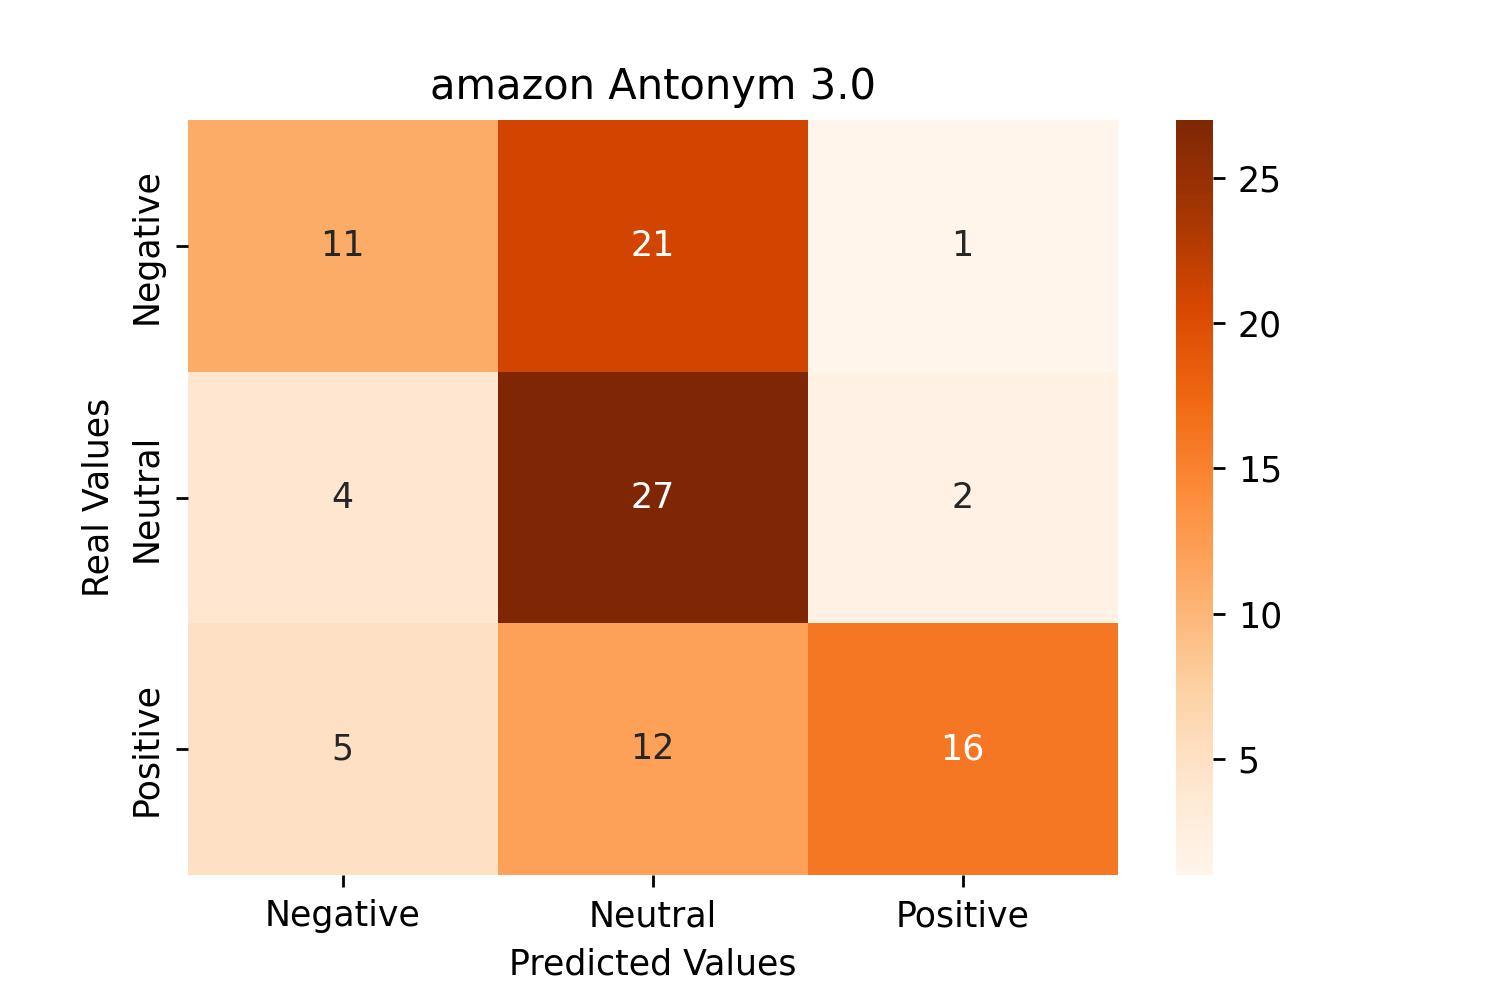 amazon Antonym 3.0
Real Values
Negative
11
21
1
Neutral
4
27
2
Positive
5
12
16
Negative
Neutral
Positive
Predicted Values
25
20
15
10
5